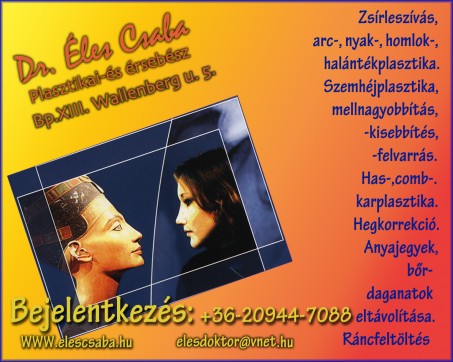 Dr. Éles Csaba
Plasztikai-és érsebész
Bp.XIII. Wallenberg u. 5.
Zsírleszívás,
arc-, nyak-, homlok-,
halántékplasztika.
Szemhéjplasztika,
mellnagyobbítás,
-kisebbítés,
-felvarrás.
Has-,comb-.
karplasztika.
Hegkorrekció.
Anyajegyek,
bőr-
daganatok
eltávolítása.
Ráncfeltöltés
Bejelentkezés: +36-20944-7088
www.elescsaba.hu elesdoktor@vnet.hu